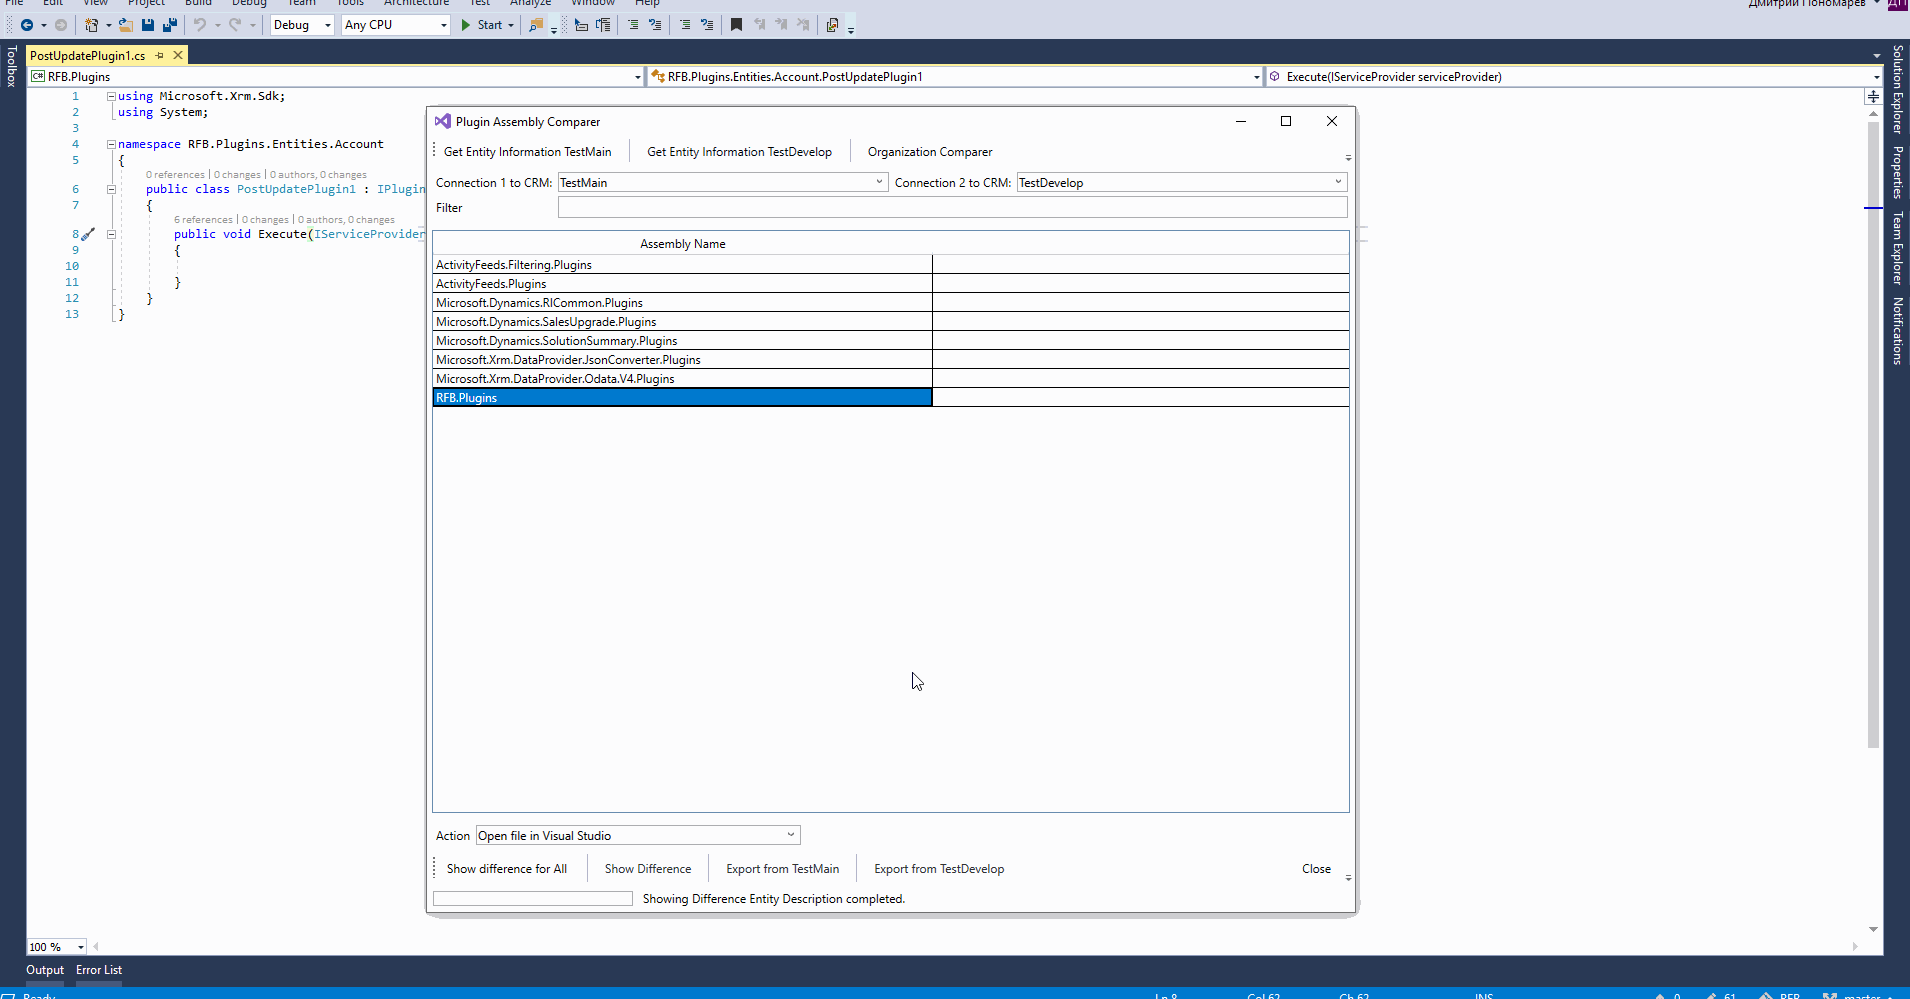 File Edit View Project Build Debug Team Tools Architecture Test Analyze Window Help Дмитрий Пономарев ДП
Debug Any CPU Start
PostUpdatePlugin1.cs
C# RFB.Plugins RFB.Plugins.Entities.Account.PostUpdatePlugin1 Execute(IServiceProvider serviceProvider)
1 using Microsoft.Xrm.Sdk;
2 using System;
3
4 namespace RFB.Plugins.Entities.Account
5 {
0 references | 0 changes | 0 authors, 0 changes
6 public class PostUpdatePlugin1 : IPlugin
7 {
6 references | 0 changes | 0 authors, 0 changes
8 public void Execute(IServiceProvider
9 {
10
11 }
12 }
13 }
Plugin Assembly Comparer
Get Entity Information TestMain Get Entity Information TestDevelop Organization Comparer
Connection 1 to CRM: TestMain Connection 2 to CRM: TestDevelop
Filter
Assembly Name
ActivityFeeds.Filtering.Plugins
ActivityFeeds.Plugins
Microsoft.Dynamics.RICommon.Plugins
Microsoft.Dynamics.SalesUpgrade.Plugins
Microsoft.Dynamics.SolutionSummary.Plugins
Microsoft.Xrm.DataProvider.JsonConverter.Plugins
Microsoft.Xrm.DataProvider.Odata.V4.Plugins
RFB.Plugins
Action Open file in Visual Studio
Show difference for All Show Difference Export from TestMain Export from TestDevelop Close
Showing Difference Entity Description completed.
Toolbox
Solution Explorer
Properties
Team Explorer
Notifications
100 %
Output Error List
Ready Ln 8 Col 62 Ch 62 INS 0 61 RFB master